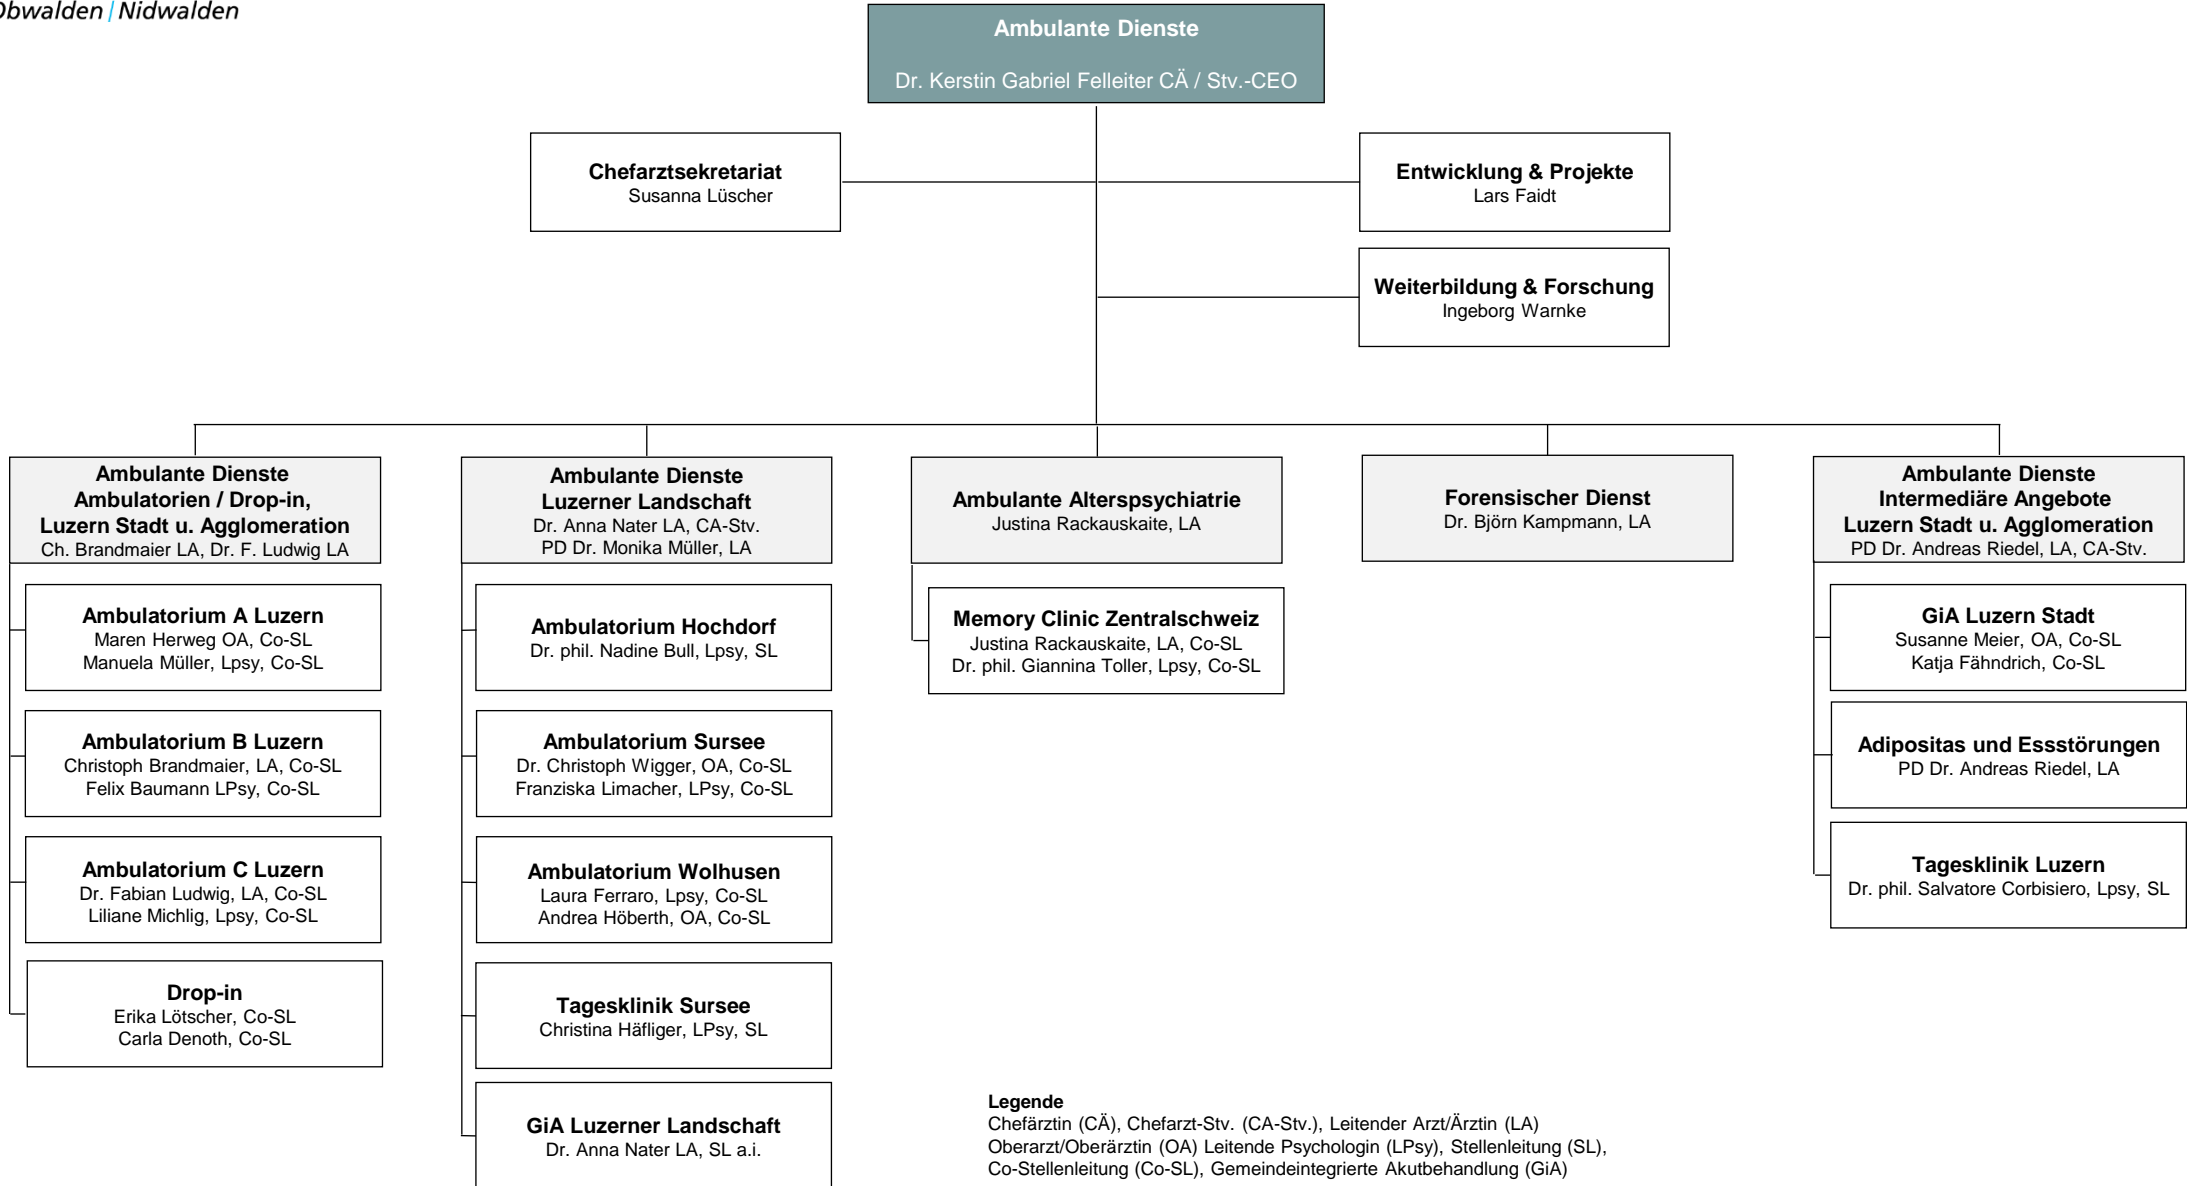 Obwalden | Nidwalden
Ambulante Dienste
Dr. Kerstin Gabriel Felleiter CÄ / Stv.-CEO
Chefarztsekretariat
Susanna Lüscher
Entwicklung & Projekte
Lars Faidt
Weiterbildung & Forschung
Ingeborg Warnke
Ambulante Dienste
Ambulatorien / Drop-in,
Luzern Stadt u. Agglomeration
Ch. Brandmaier LA, Dr. F. Ludwig LA
Ambulatorium A Luzern
Maren Herweg OA, Co-SL
Manuela Müller, Lpsy, Co-SL
Ambulatorium B Luzern
Christoph Brandmaier, LA, Co-SL
Felix Baumann LPsy, Co-SL
Ambulatorium C Luzern
Dr. Fabian Ludwig, LA, Co-SL
Liliane Michlig, Lpsy, Co-SL
Drop-in
Erika Lötscher, Co-SL
Carla Denoth, Co-SL
Ambulante Dienste
Luzerner Landschaft
Dr. Anna Nater LA, CA-Stv.
PD Dr. Monika Müller, LA
Ambulatorium Hochdorf
Dr. phil. Nadine Bull, Lpsy, SL
Ambulatorium Sursee
Dr. Christoph Wigger, OA, Co-SL
Franziska Limacher, LPsy, Co-SL
Ambulatorium Wolhusen
Laura Ferraro, Lpsy, Co-SL
Andrea Höberth, OA, Co-SL
Tagesklinik Sursee
Christina Häfliger, LPsy, SL
GiA Luzerner Landschaft
Dr. Anna Nater LA, SL a.i.
Ambulante Alterspsychiatrie
Justina Rackauskaite, LA
Memory Clinic Zentralschweiz
Justina Rackauskaite, LA, Co-SL
Dr. phil. Giannina Toller, Lpsy, Co-SL
Forensischer Dienst
Dr. Björn Kampmann, LA
Ambulante Dienste
Intermediäre Angebote
Luzern Stadt u. Agglomeration
PD Dr. Andreas Riedel, LA, CA-Stv.
GiA Luzern Stadt
Susanne Meier, OA, Co-SL
Katja Fähndrich, Co-SL
Adipositas und Essstörungen
PD Dr. Andreas Riedel, LA
Tagesklinik Luzern
Dr. phil. Salvatore Corbisiero, Lpsy, SL
Legende
Chefärztin (CÄ), Chefarzt-Stv. (CA-Stv.), Leitender Arzt/Ärztin (LA)
Oberarzt/Oberärztin (OA) Leitende Psychologin (LPsy), Stellenleitung (SL),
Co-Stellenleitung (Co-SL), Gemeindeintegrierte Akutbehandlung (GiA)